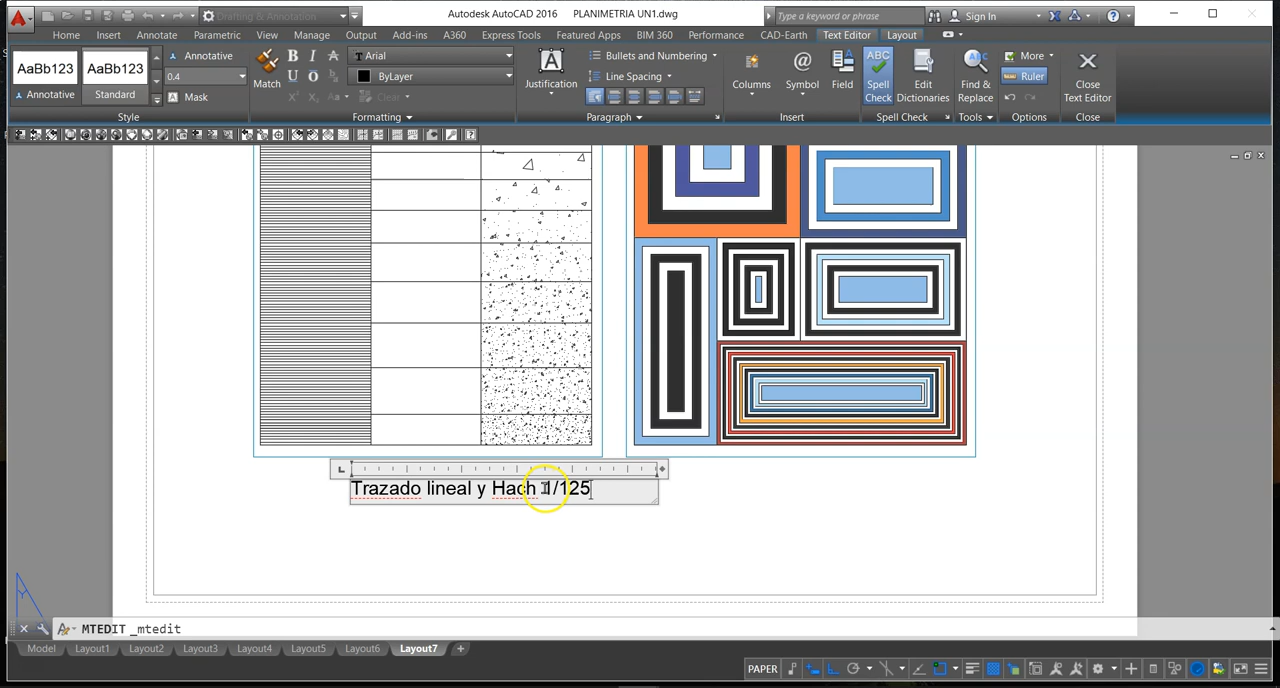 Autodesk AutoCAD 2016 PLANIMETRIA UN1.dwg
Drafting & Annotation
Type a keyword or phrase
Sign In
Home Insert Annotate Parametric View Manage Output Add-ins A360 Express Tools Featured Apps BIM 360 Performance CAD-Earth Text Editor Layout
AaBb123 AaBb123 Annotative
Annotative Standard 0.4
Mask
Style
Match
B I A
U O
Arial
ByLayer
Clear
Formatting
A
Justification
Bullets and Numbering
Line Spacing
Paragraph
Columns
@
Symbol
Field
Insert
ABC
Spell
Check
Edit
Dictionaries
Spell Check
Find &
Replace
Tools
More
Ruler
Options
Close
Text Editor
Close
Trazado lineal y Hach 1/125
Y
MTEDIT _mtedit
Model Layout1 Layout2 Layout3 Layout4 Layout5 Layout6 Layout7 +
PAPER